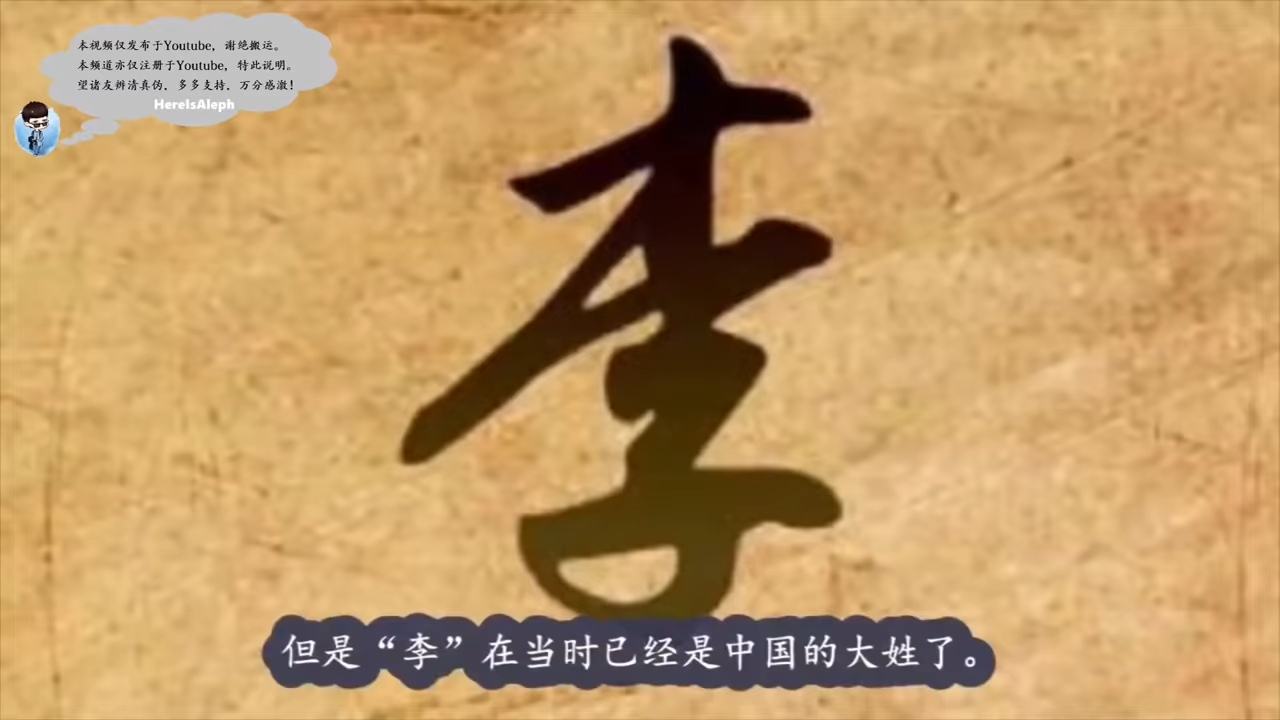 本视频仅发布于Youtube，谢绝搬运。
本频道亦仅注册于Youtube，特此说明。
望诸友辨清真伪，多多支持，万分感激！
HereIsAleph
李
但是“李”在当时已经是中国的大姓了。